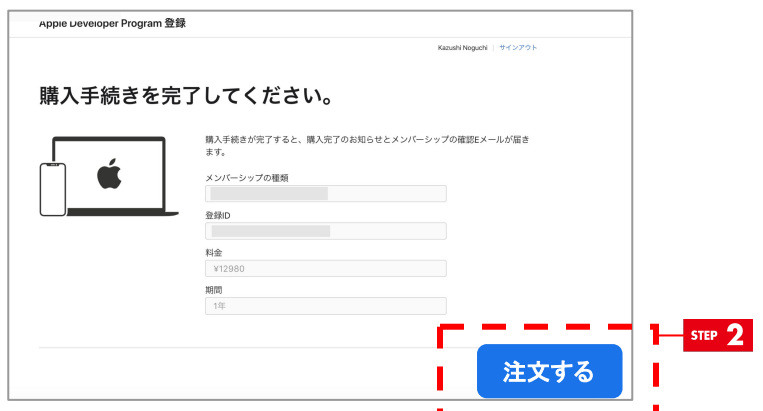 Apple Developer Program 登録
Kazushi Noguchi | サインアウト
購入手続きを完了してください。
購入手続きが完了すると、購入完了のお知らせとメンバーシップの確認Eメールが届き
ます。
メンバーシップの種類
登録ID
料金
¥12980
期間
1年
STEP 2
注文する